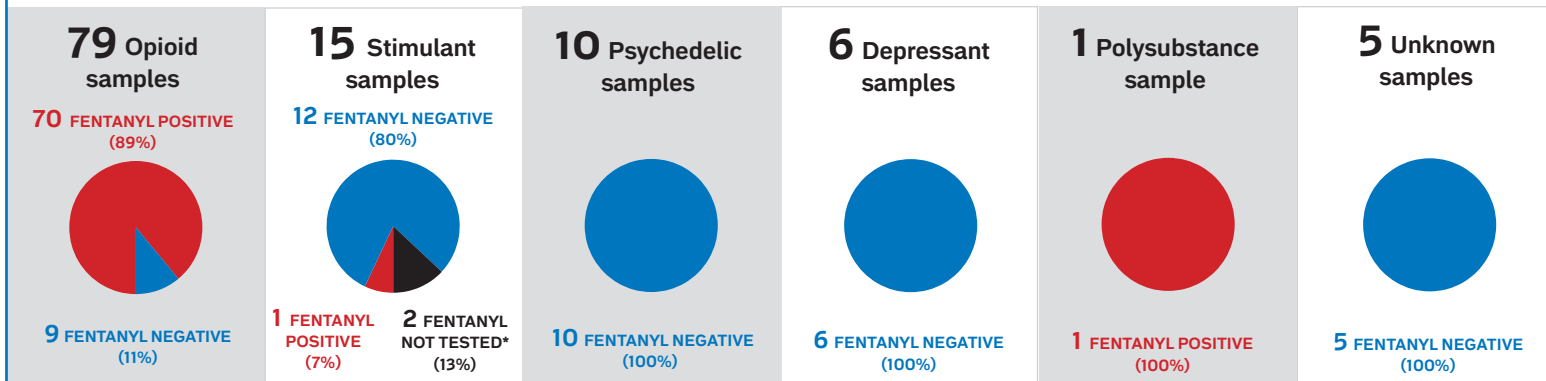 79 Opioid
samples
70 FENTANYL POSITIVE
(89%)
9 FENTANYL NEGATIVE
(11%)
15 Stimulant
samples
12 FENTANYL NEGATIVE
(80%)
1 FENTANYL
POSITIVE
(7%)
2 FENTANYL
NOT TESTED*
(13%)
10 Psychedelic
samples
10 FENTANYL NEGATIVE
(100%)
6 Depressant
samples
6 FENTANYL NEGATIVE
(100%)
1 Polysubstance
sample
1 FENTANYL POSITIVE
(100%)
5 Unknown
samples
5 FENTANYL NEGATIVE
(100%)